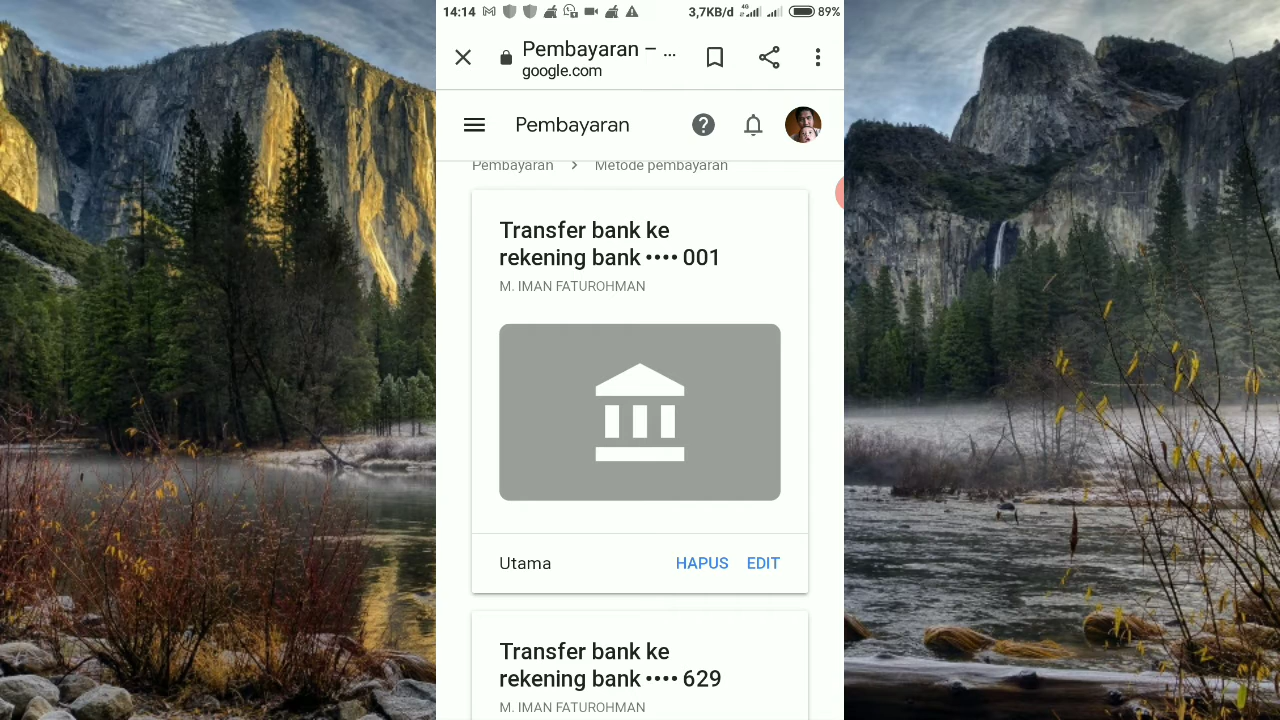 14:14 3,7KB/d 4G 89%
Pembayaran – ...
google.com
Pembayaran
Pembayaran > Metode pembayaran
Transfer bank ke
rekening bank •••• 001
M. IMAN FATUROHMAN
Utama HAPUS EDIT
Transfer bank ke
rekening bank •••• 629
M. IMAN FATUROHMAN